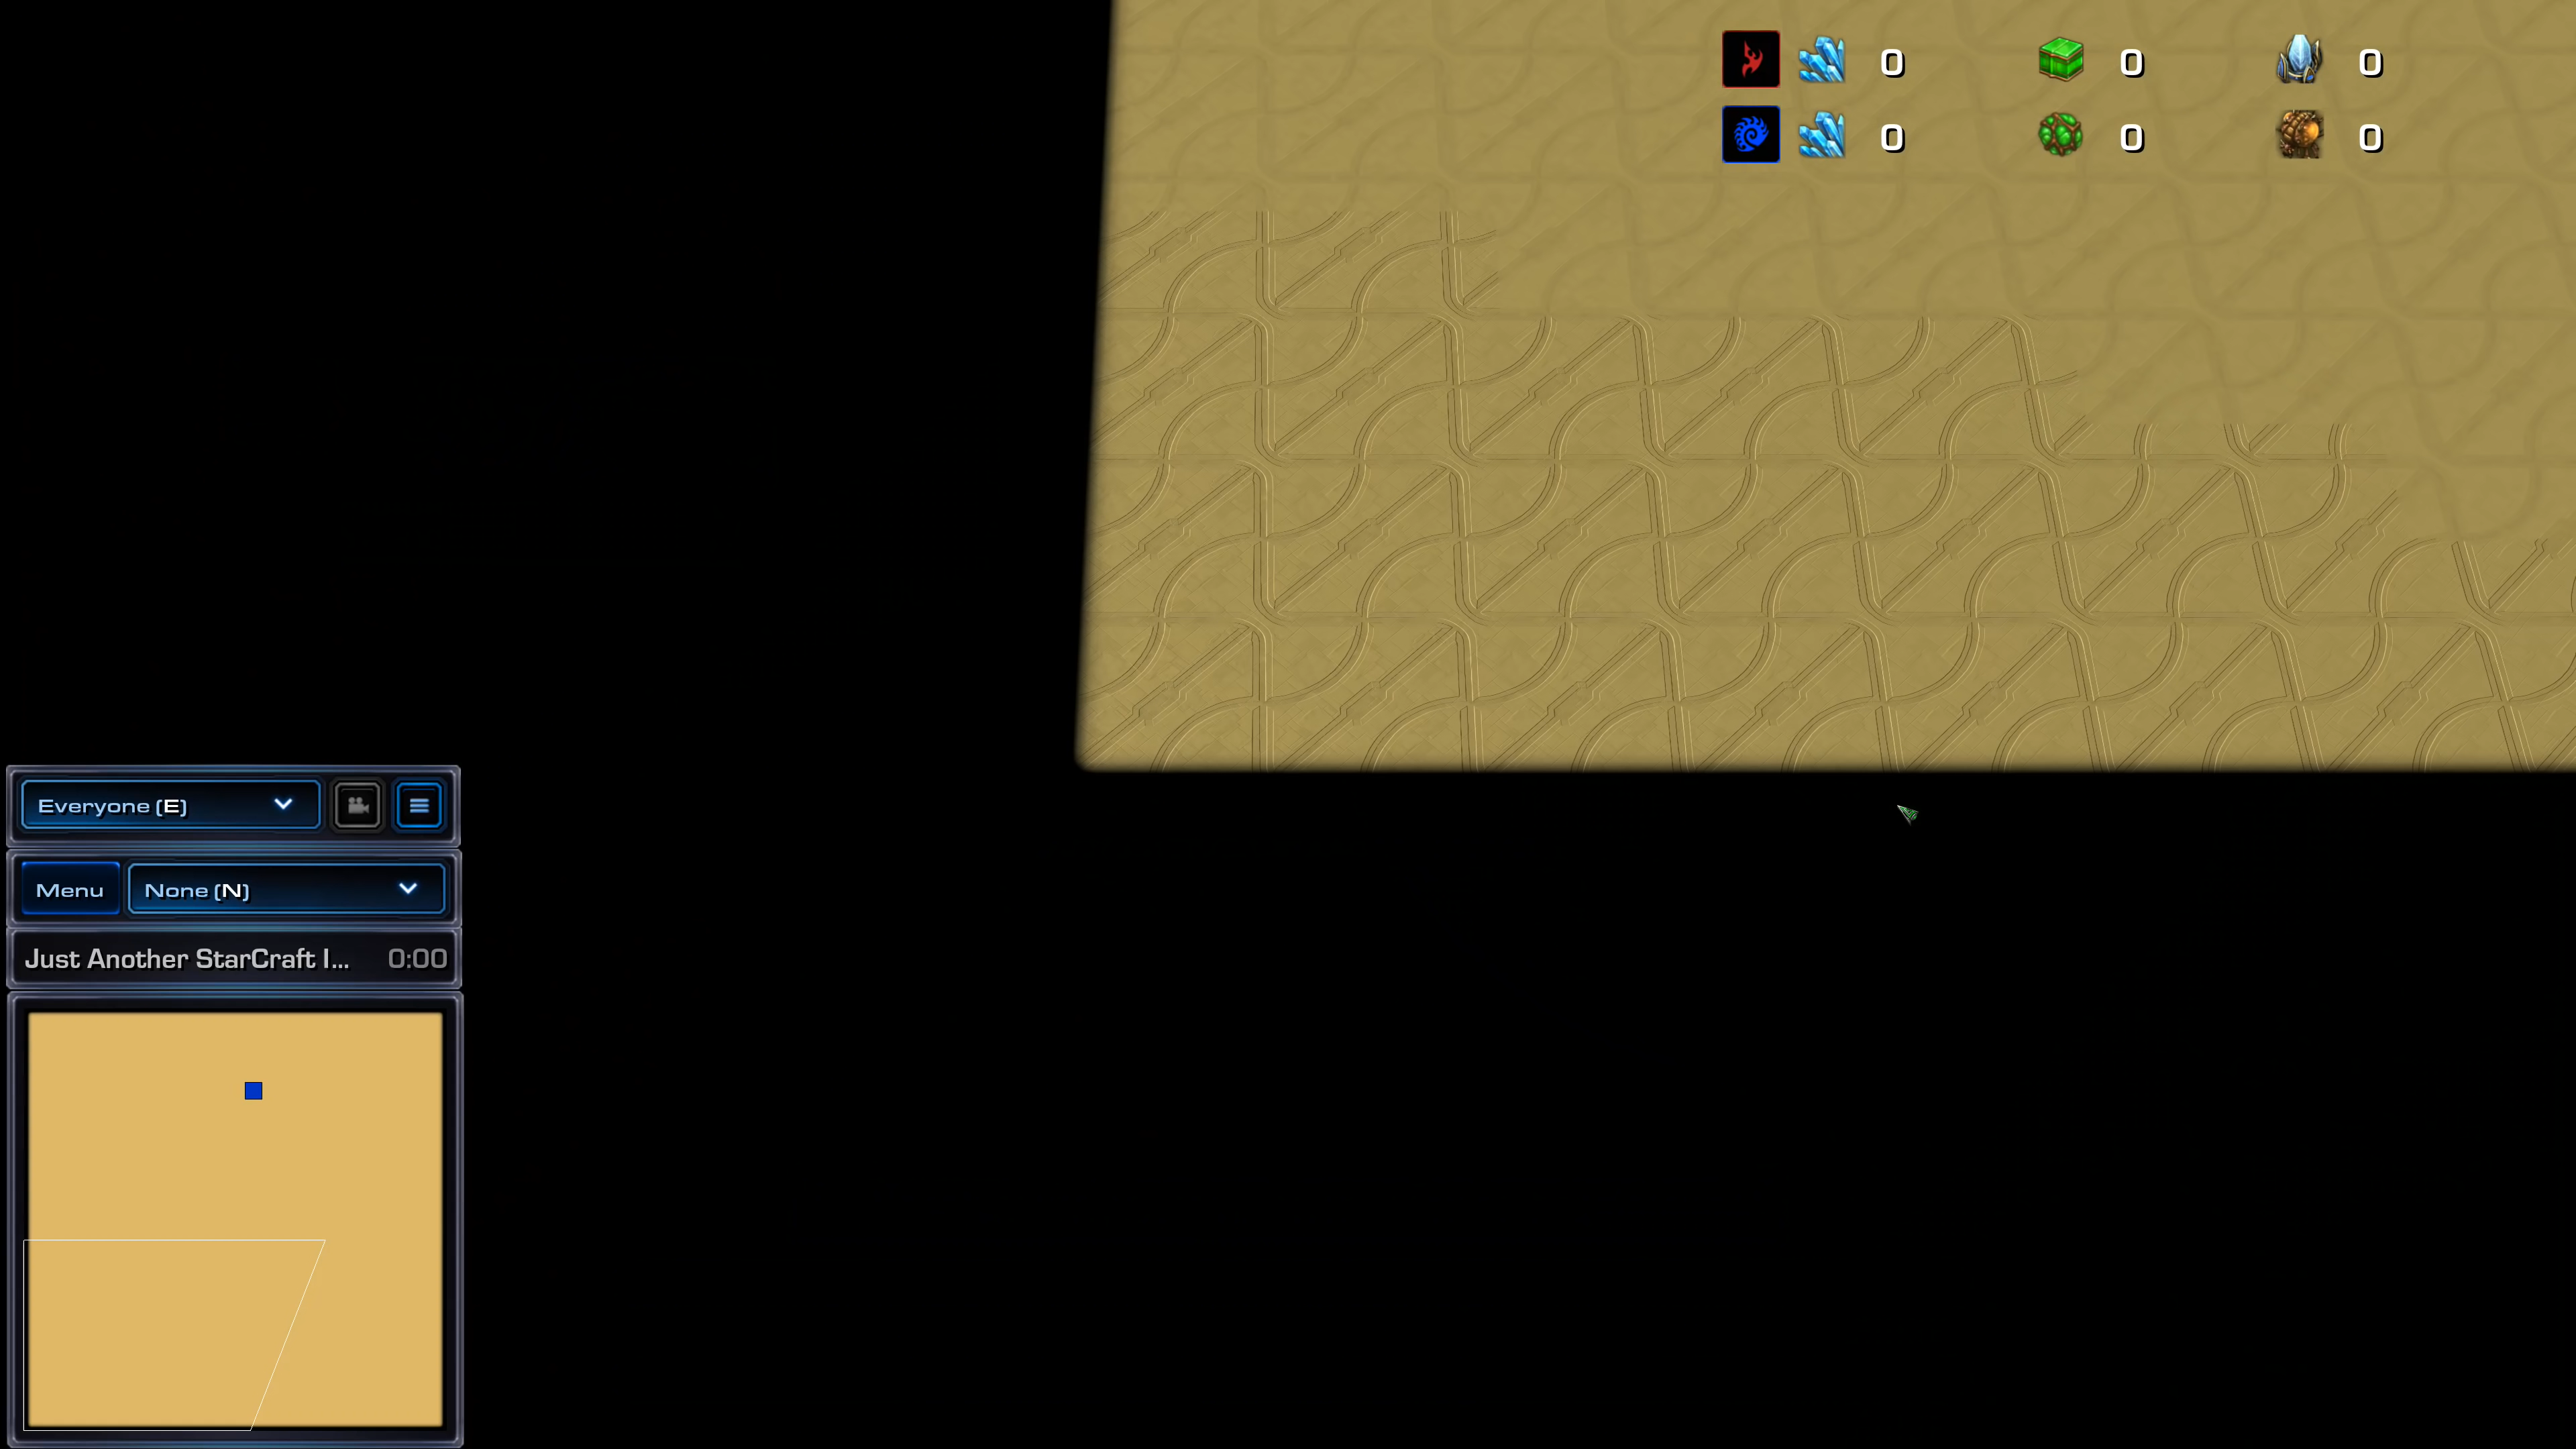 0 0 0
0 0 0
Everyone (E)
Menu None (N)
Just Another StarCraft I... 0:00